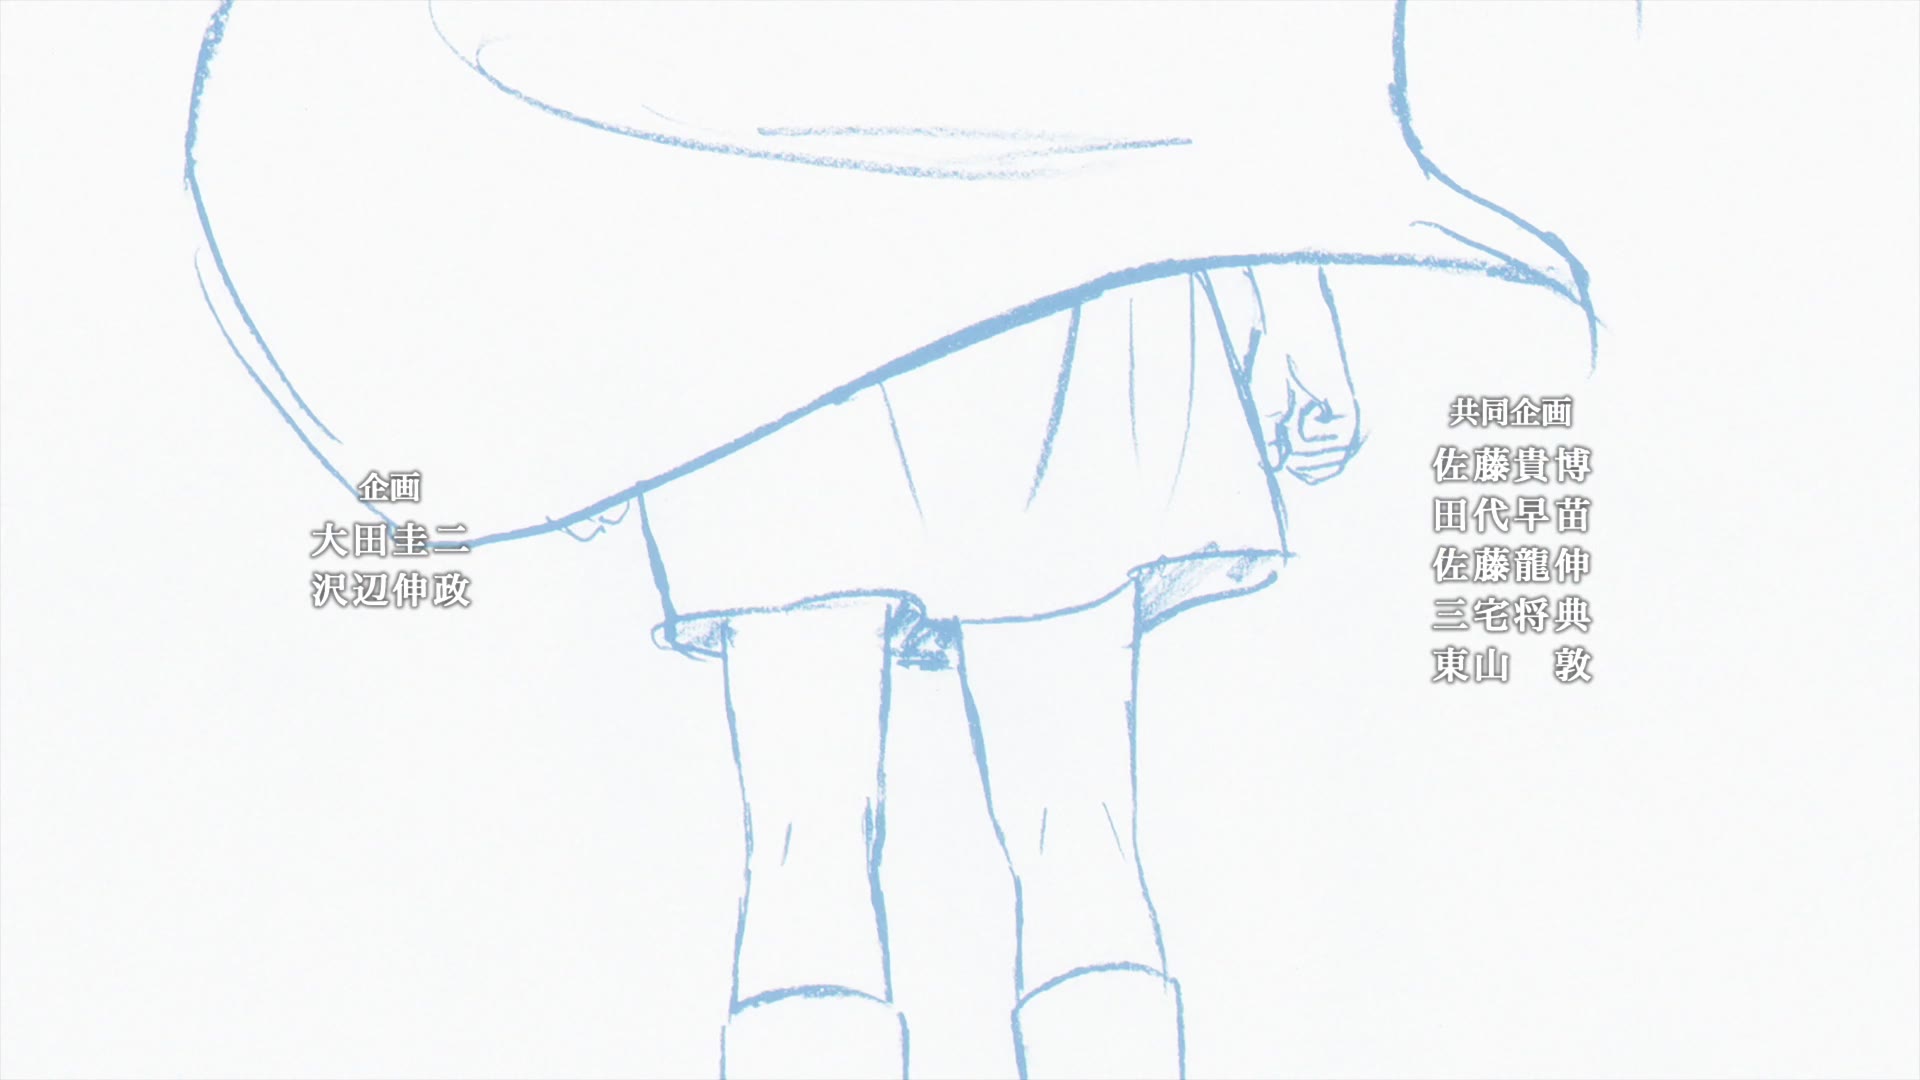 企画
大田圭二
沢辺伸政
共同企画
佐藤貴博
田代早苗
佐藤龍伸
三宅将典
東山　敦